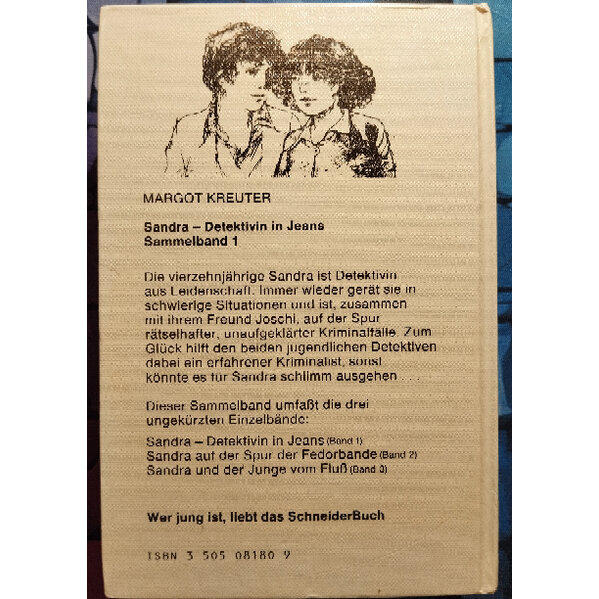 MARGOT KREUTER
Sandra – Detektivin in Jeans
Sammelband 1
Die vierzehnjährige Sandra ist Detektivin
aus Leidenschaft. Immer wieder gerät sie in
schwierige Situationen und ist, zusammen
mit ihrem Freund Joschi, auf der Spur
rätselhafter, unaufgeklärter Kriminalfälle. Zum
Glück hilft den beiden jugendlichen Detektiven
dabei ein erfahrener Kriminalist, sonst
könnte es für Sandra schlimm ausgehen . . .
Dieser Sammelband umfaßt die drei
ungekürzten Einzelbände:
Sandra – Detektivin in Jeans (Band 1)
Sandra auf der Spur der Fedorbande (Band 2)
Sandra und der Junge vom Fluß (Band 3)
Wer jung ist, liebt das SchneiderBuch
ISBN 3 505 08180 9